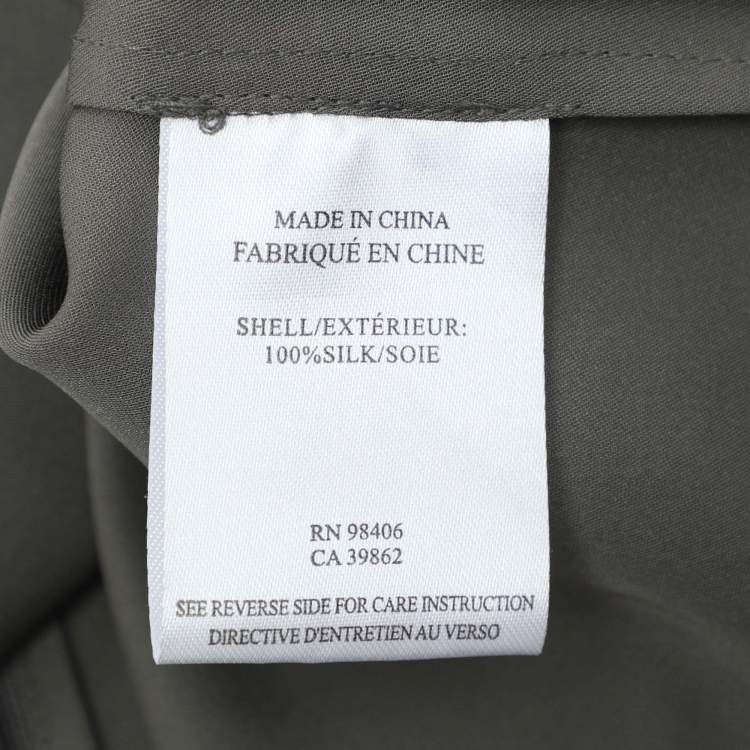 MADE IN CHINA
FABRIQUÉ EN CHINE
SHELL/EXTÉRIEUR:
100%SILK/SOIE
RN 98406
CA 39862
SEE REVERSE SIDE FOR CARE INSTRUCTION
DIRECTIVE D'ENTRETIEN AU VERSO